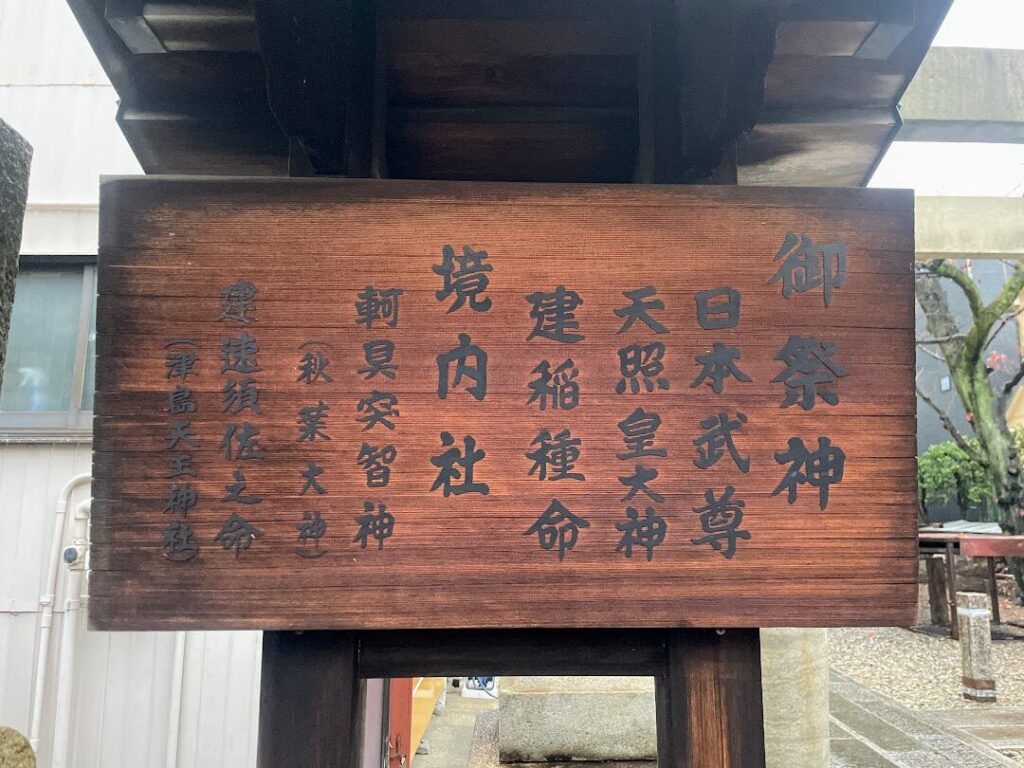 御祭神
日本武尊
天照皇大神
建稲種命
境内社
軻具突智神
(秋葉大神)
建速須佐之命
(津島天王神社)